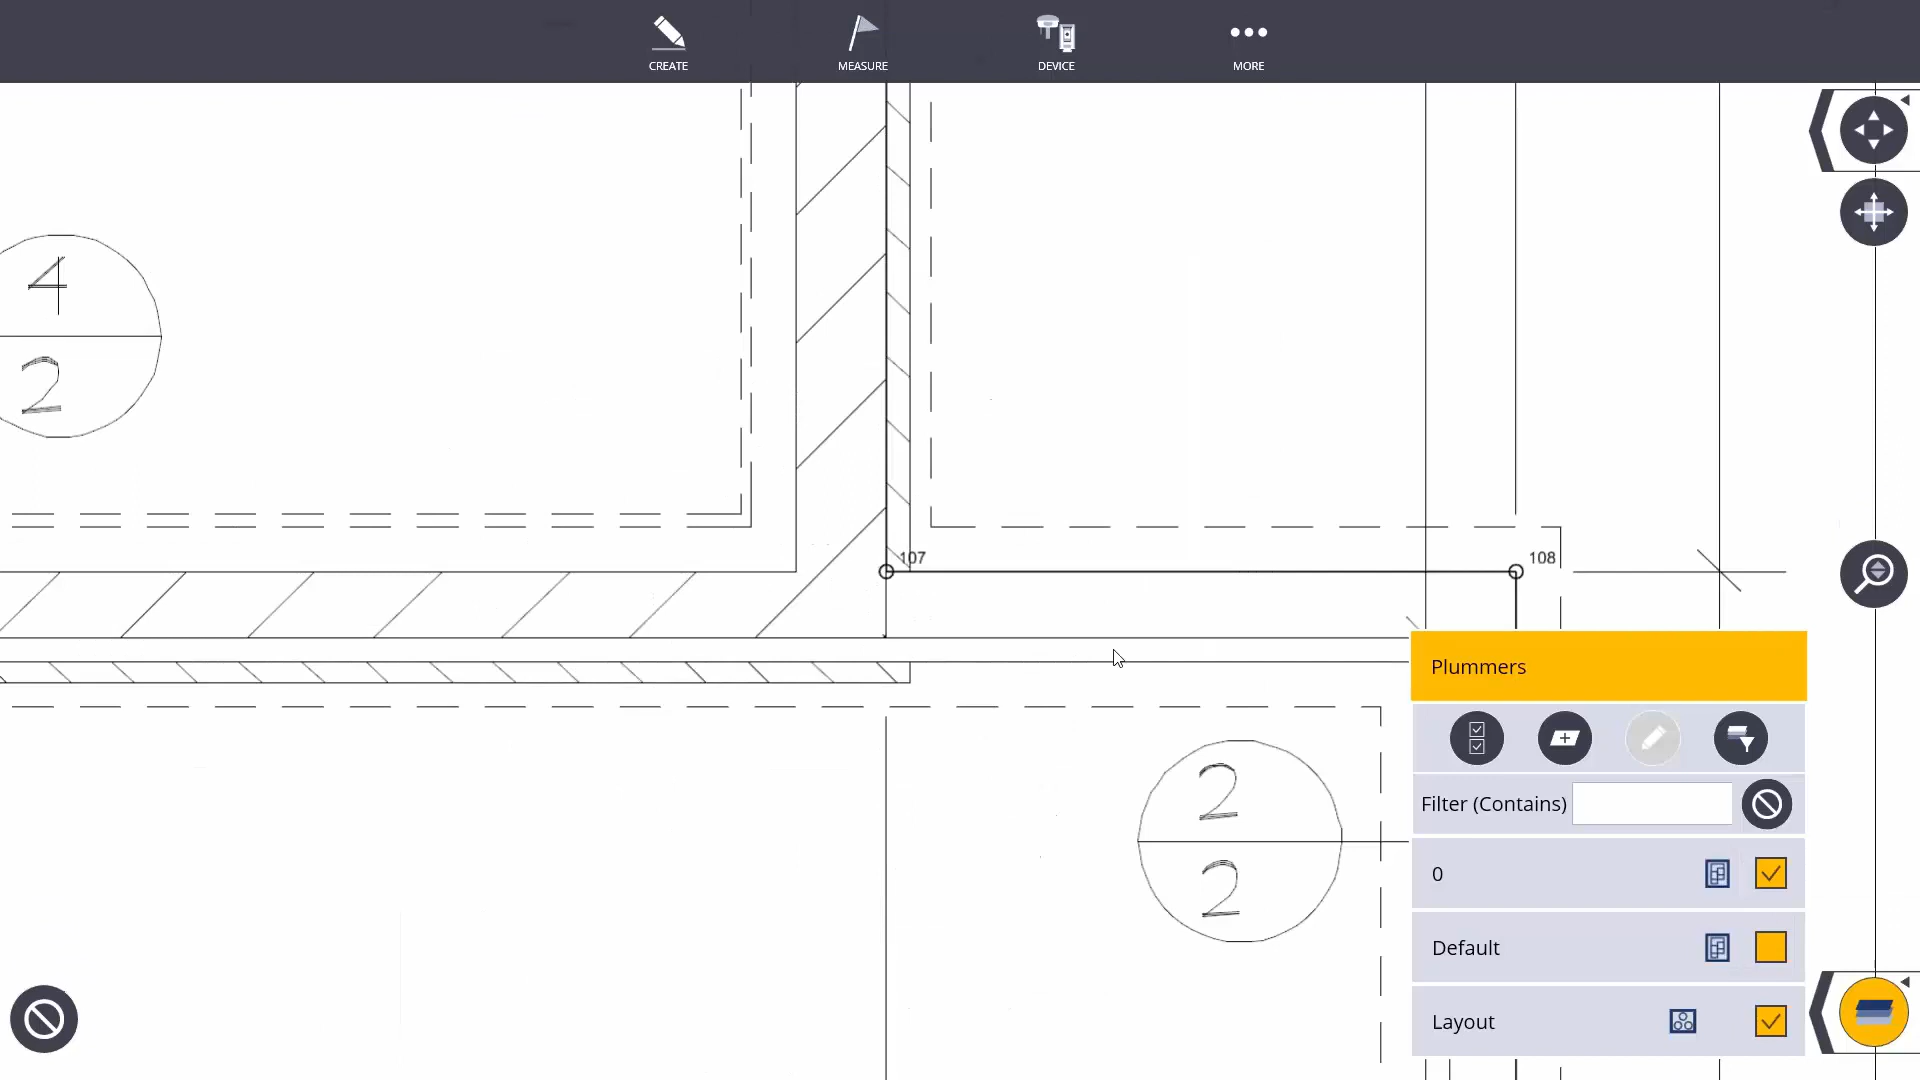 CREATE
MEASURE
DEVICE
MORE
4
2
107
108
2
2
Plummers
Filter (Contains)
0
Default
Layout